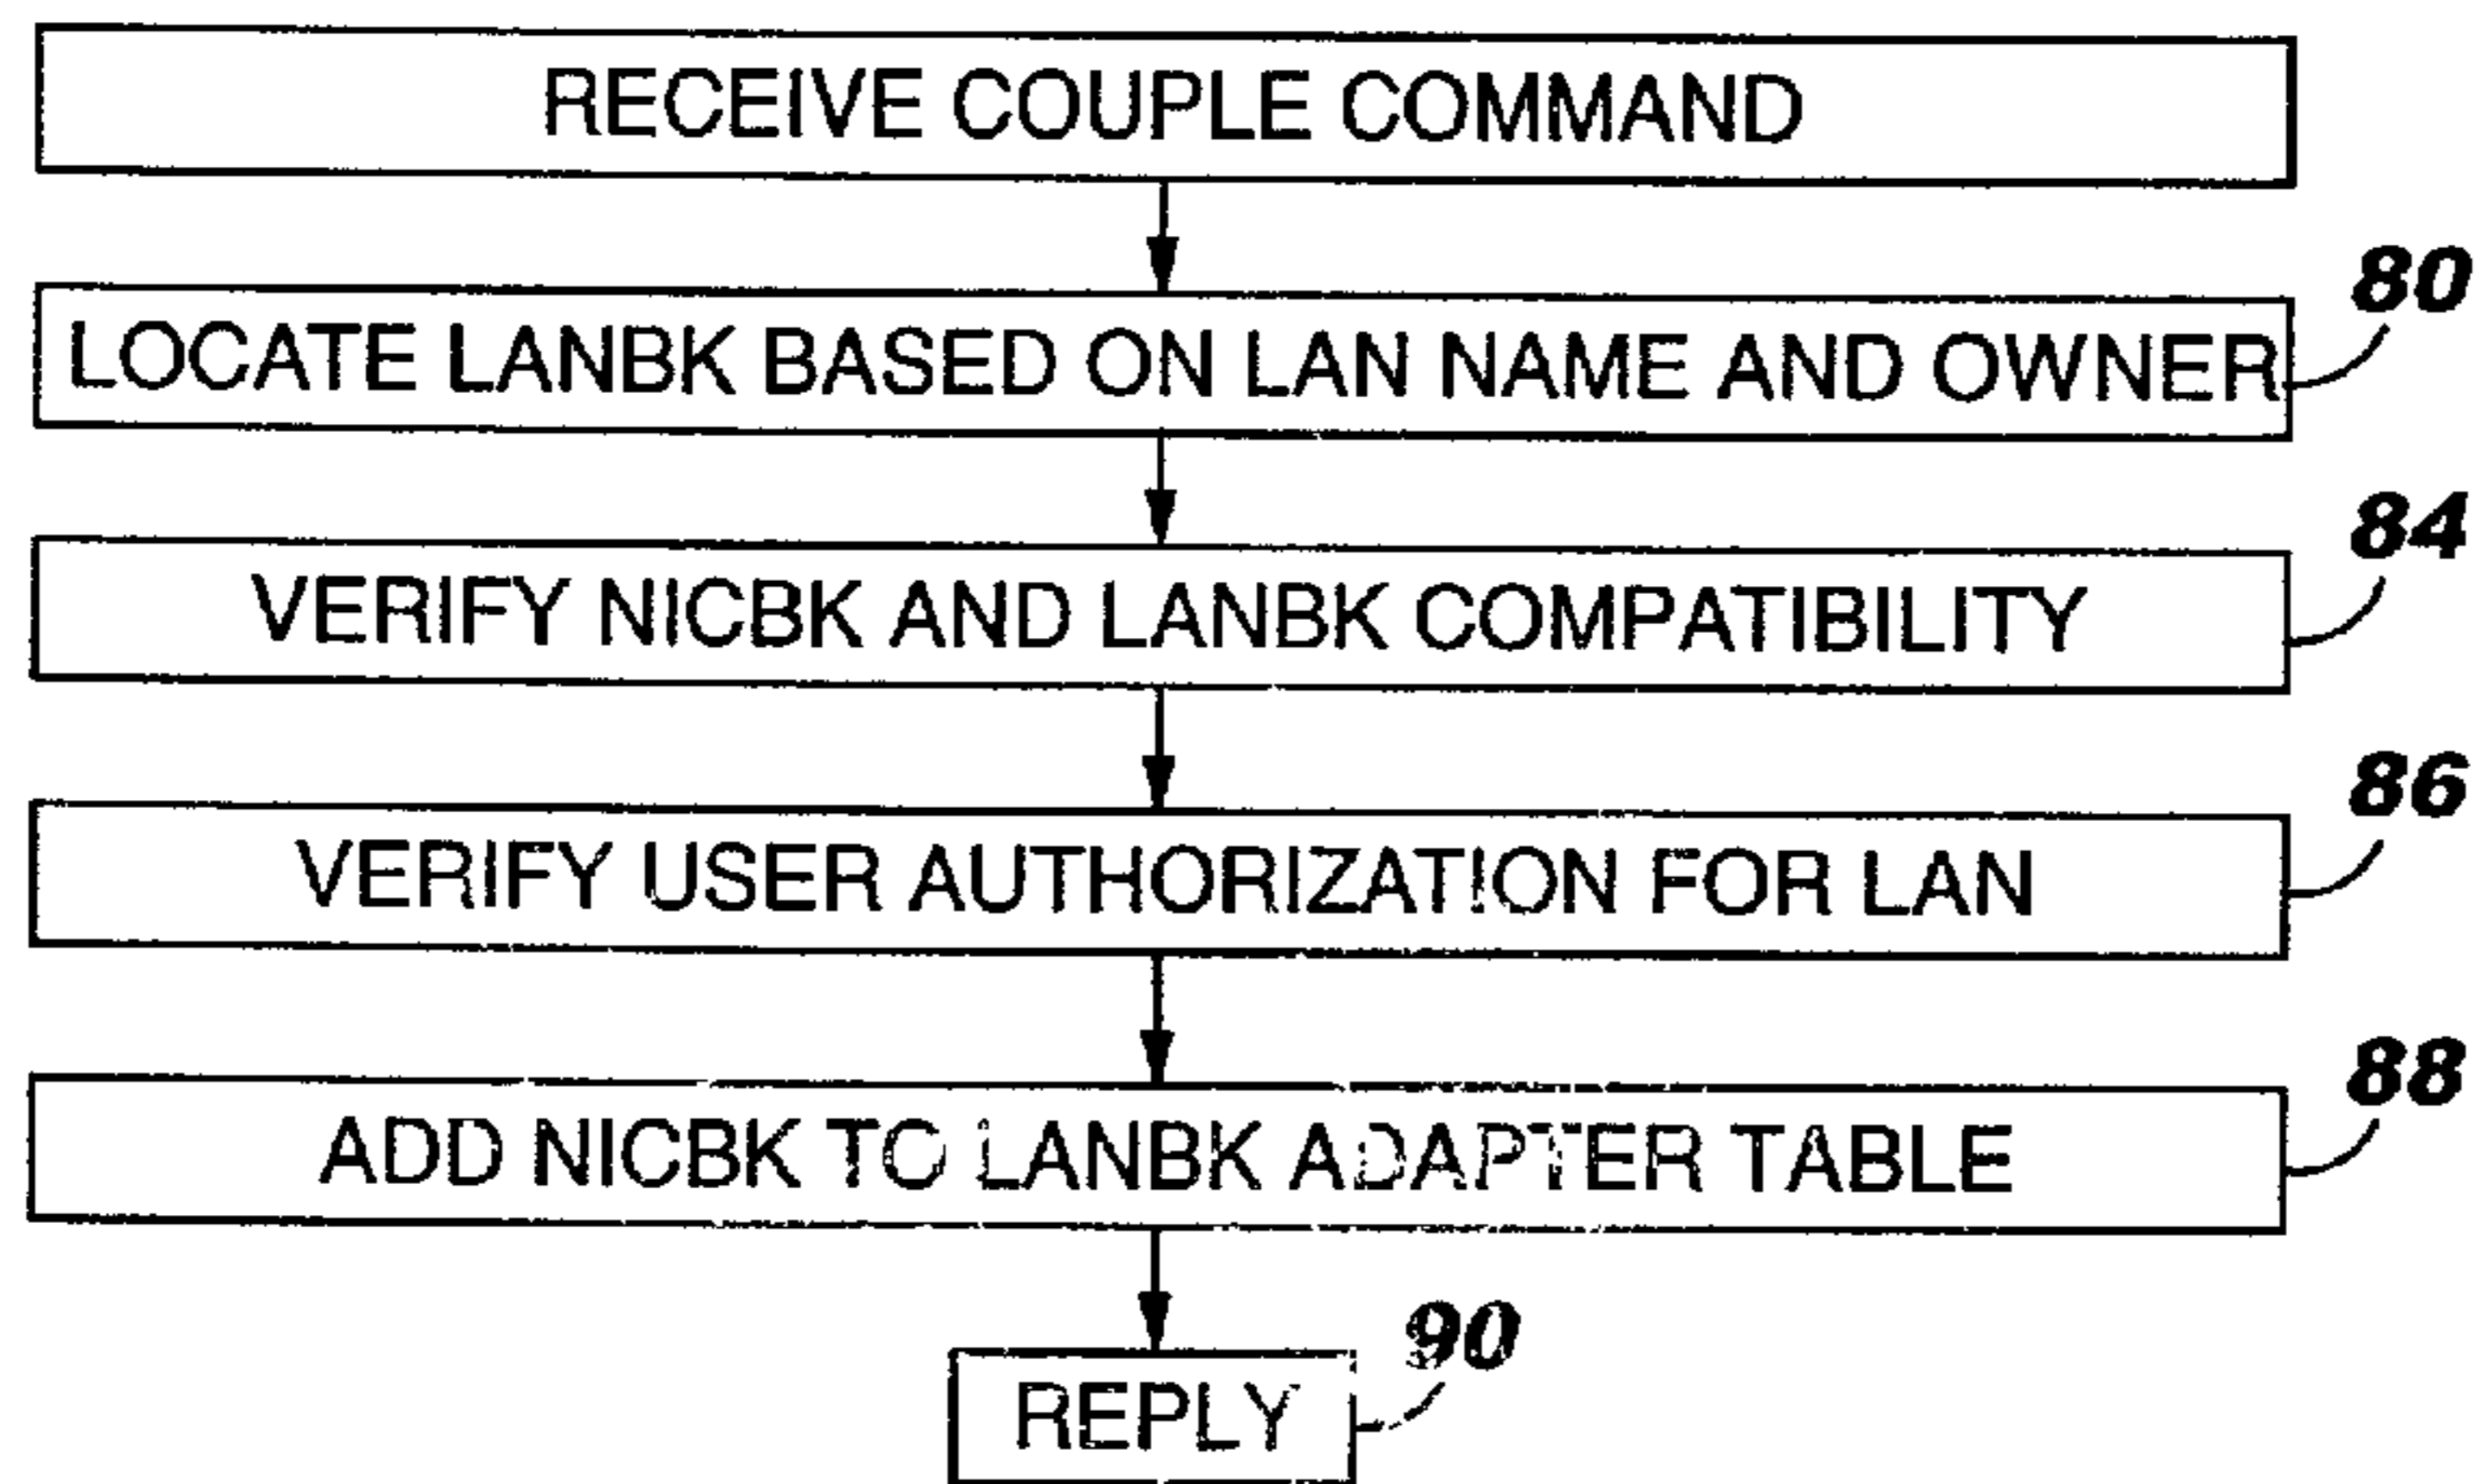 RECEIVE COUPLE COMMAND
80
LOCATE LANBK BASED ON LAN NAME AND OWNER
84
VERIFY NICBK AND LANBK COMPATIBILITY
86
VERIFY USER AUTHORIZATION FOR LAN
88
ADD NICBK TO LANBK ADAPTER TABLE
90
REPLY